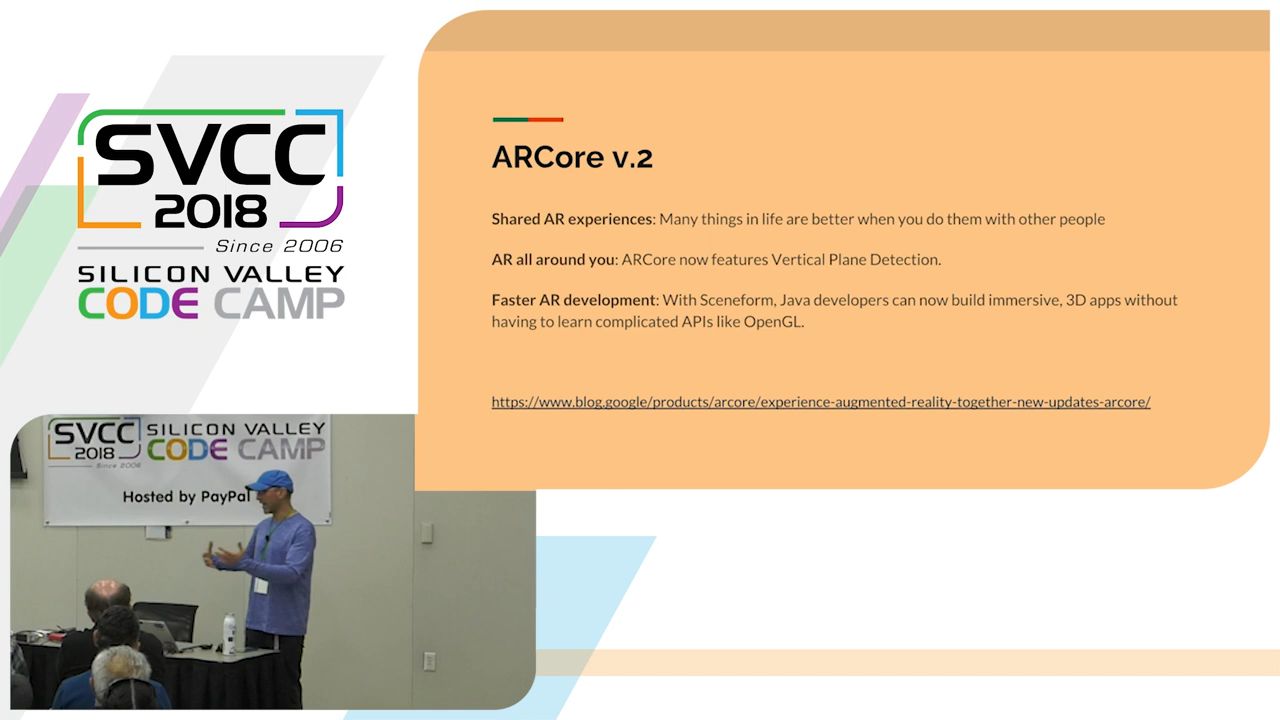 SVCC
2018
Since 2006
SILICON VALLEY
CODE CAMP
ARCore v.2
Shared AR experiences: Many things in life are better when you do them with other people
AR all around you: ARCore now features Vertical Plane Detection.
Faster AR development: With Sceneform, Java developers can now build immersive, 3D apps without
having to learn complicated APIs like OpenGL.
https://www.blog.google/products/arcore/experience-augmented-reality-together-new-updates-arcore/
SVCC
2018
Since 2006
SILICON VALLEY
CODE CAMP
Hosted by PayPal